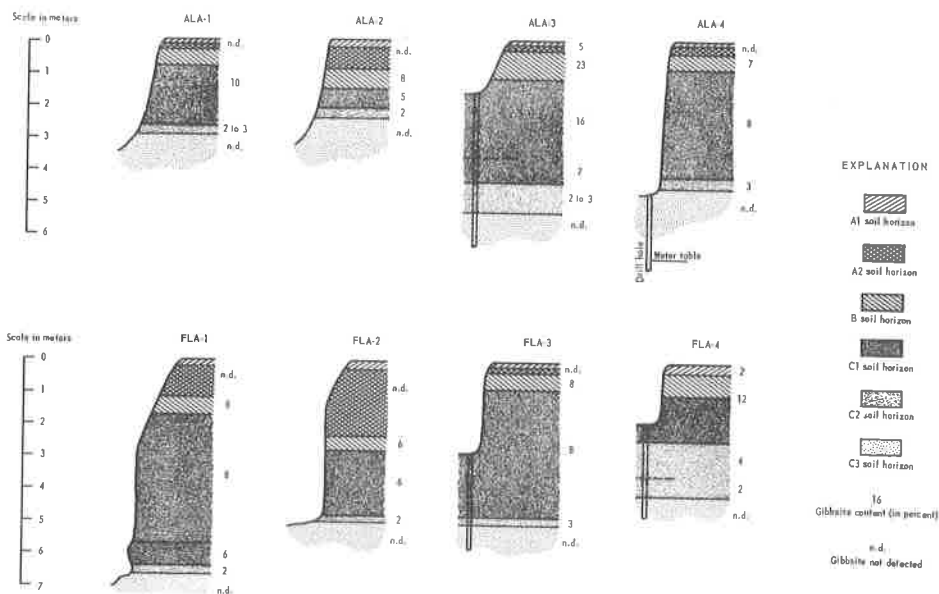 Scale in meters
ALA-1
ALA-2
ALA-3
ALA-4
0
1
2
3
4
5
6
n.d.
10
2 to 3
n.d.
n.d.
8
5
2
n.d.
5
23
16
7
2 to 3
n.d.
n.d.
7
8
3
n.d.
Drill hole
Water table
Scale in meters
FLA-1
FLA-2
FLA-3
FLA-4
0
1
2
3
4
5
6
7
n.d.
8
8
6
2
n.d.
6
6
2
n.d.
n.d.
8
8
3
n.d.
2
12
4
2
n.d.
EXPLANATION
A1 soil horizon
A2 soil horizon
B soil horizon
C1 soil horizon
C2 soil horizon
C3 soil horizon
16
Gibbsite content (in percent)
n.d.
Gibbsite not detected